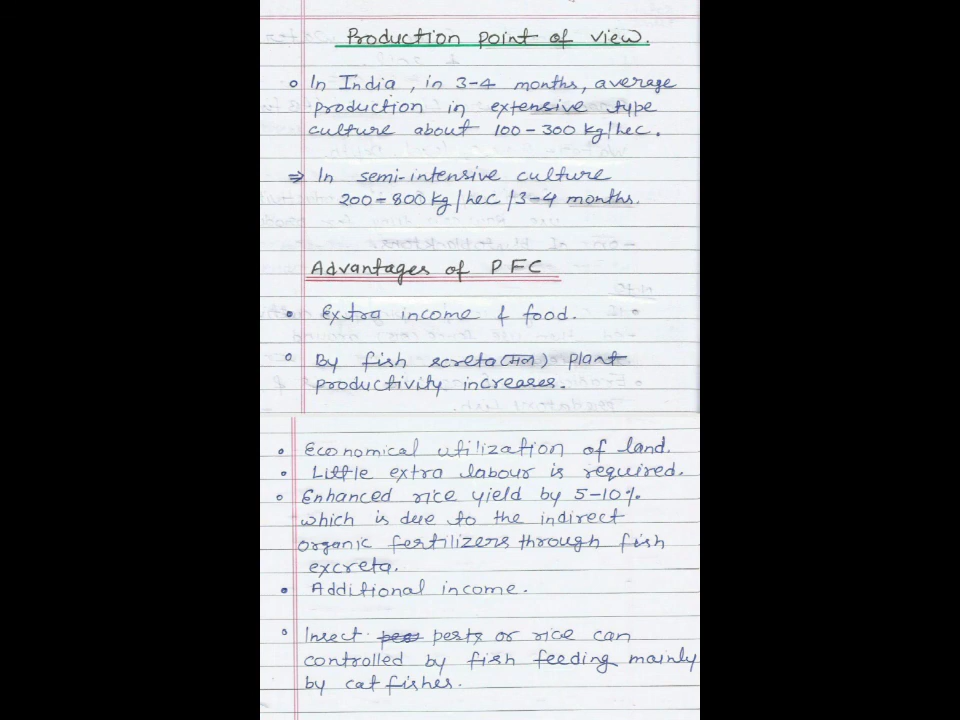 Production point of view.
° In India, in 3-4 months, average
production in extensive type
culture about 100-300 kg/hec.
⇒ In semi-intensive culture
200-800 kg/hec /3-4 months.
Advantages of PFC
• Extra income & food.
° By fish screta (मल) plant
productivity increases.
• Economical utilization of land.
• Little extra labour is required.
° Enhanced rice yield by 5-10%
which is due to the indirect
organic fertilizers through fish
excreta.
• Additional income.
° Insect pests or rice can
controlled by fish feeding mainly
by cat fishes.